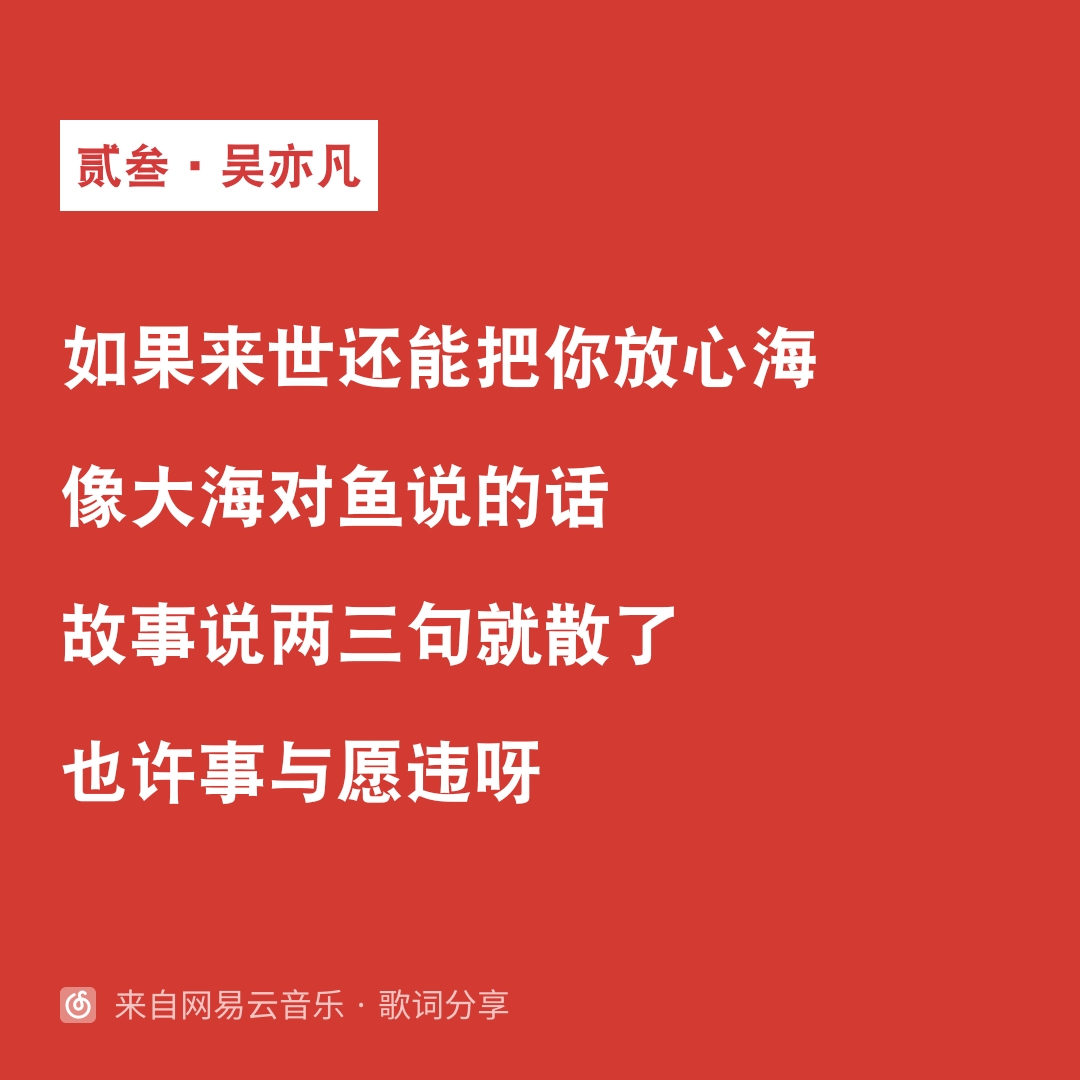 贰叁·吴亦凡
如果来世还能把你放心海
像大海对鱼说的话
故事说两三句就散了
也许事与愿违呀
来自网易云音乐·歌词分享